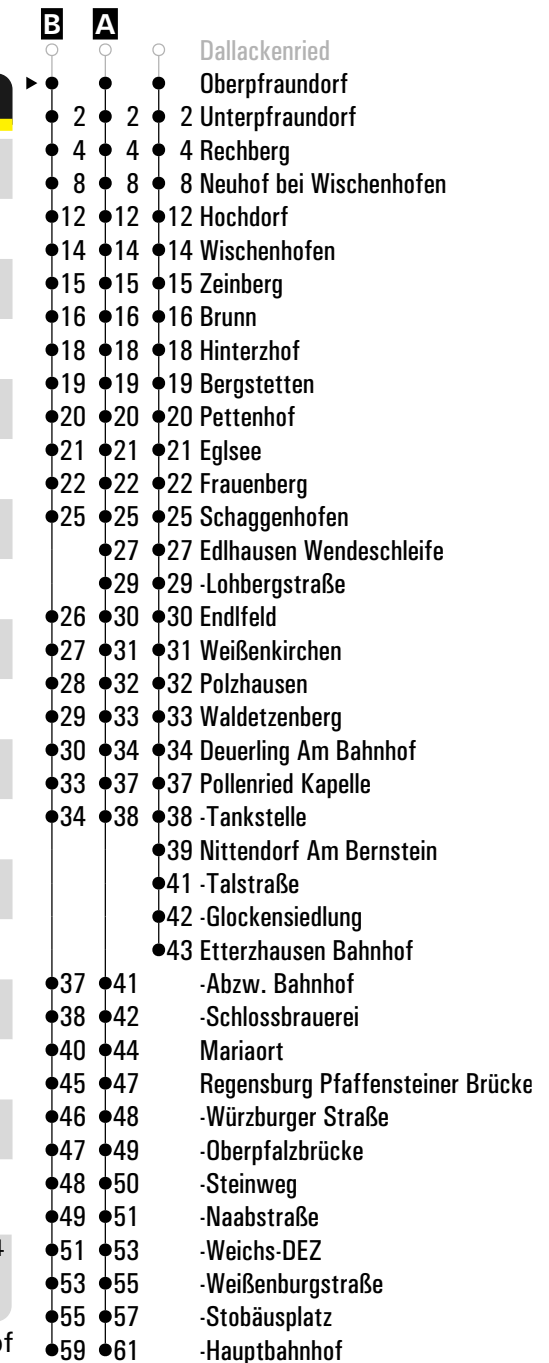 B A
Dallackenried
Oberpfraundorf
2 2 2 Unterpfraundorf
4 4 4 Rechberg
8 8 8 Neuhof bei Wischenhofen
12 12 12 Hochdorf
14 14 14 Wischenhofen
15 15 15 Zeinberg
16 16 16 Brunn
18 18 18 Hinterzhof
19 19 19 Bergstetten
20 20 20 Pettenhof
21 21 21 Eglsee
22 22 22 Frauenberg
25 25 25 Schaggenhofen
27 27 Edlhausen Wendeschleife
29 29 -Lohbergstraße
26 30 30 Endlfeld
27 31 31 Weißenkirchen
28 32 32 Polzhausen
29 33 33 Waldetzenberg
30 34 34 Deuerling Am Bahnhof
33 37 37 Pollenried Kapelle
34 38 38 -Tankstelle
39 Nittendorf Am Bernstein
41 -Talstraße
42 -Glockensiedlung
43 Etterzhausen Bahnhof
37 41 -Abzw. Bahnhof
38 42 -Schlossbrauerei
40 44 Mariaort
45 47 Regensburg Pfaffensteiner Brücke
46 48 -Würzburger Straße
47 49 -Oberpfalzbrücke
48 50 -Steinweg
49 51 -Naabstraße
51 53 -Weichs-DEZ
53 55 -Weißenburgstraße
55 57 -Stobäusplatz
59 61 -Hauptbahnhof